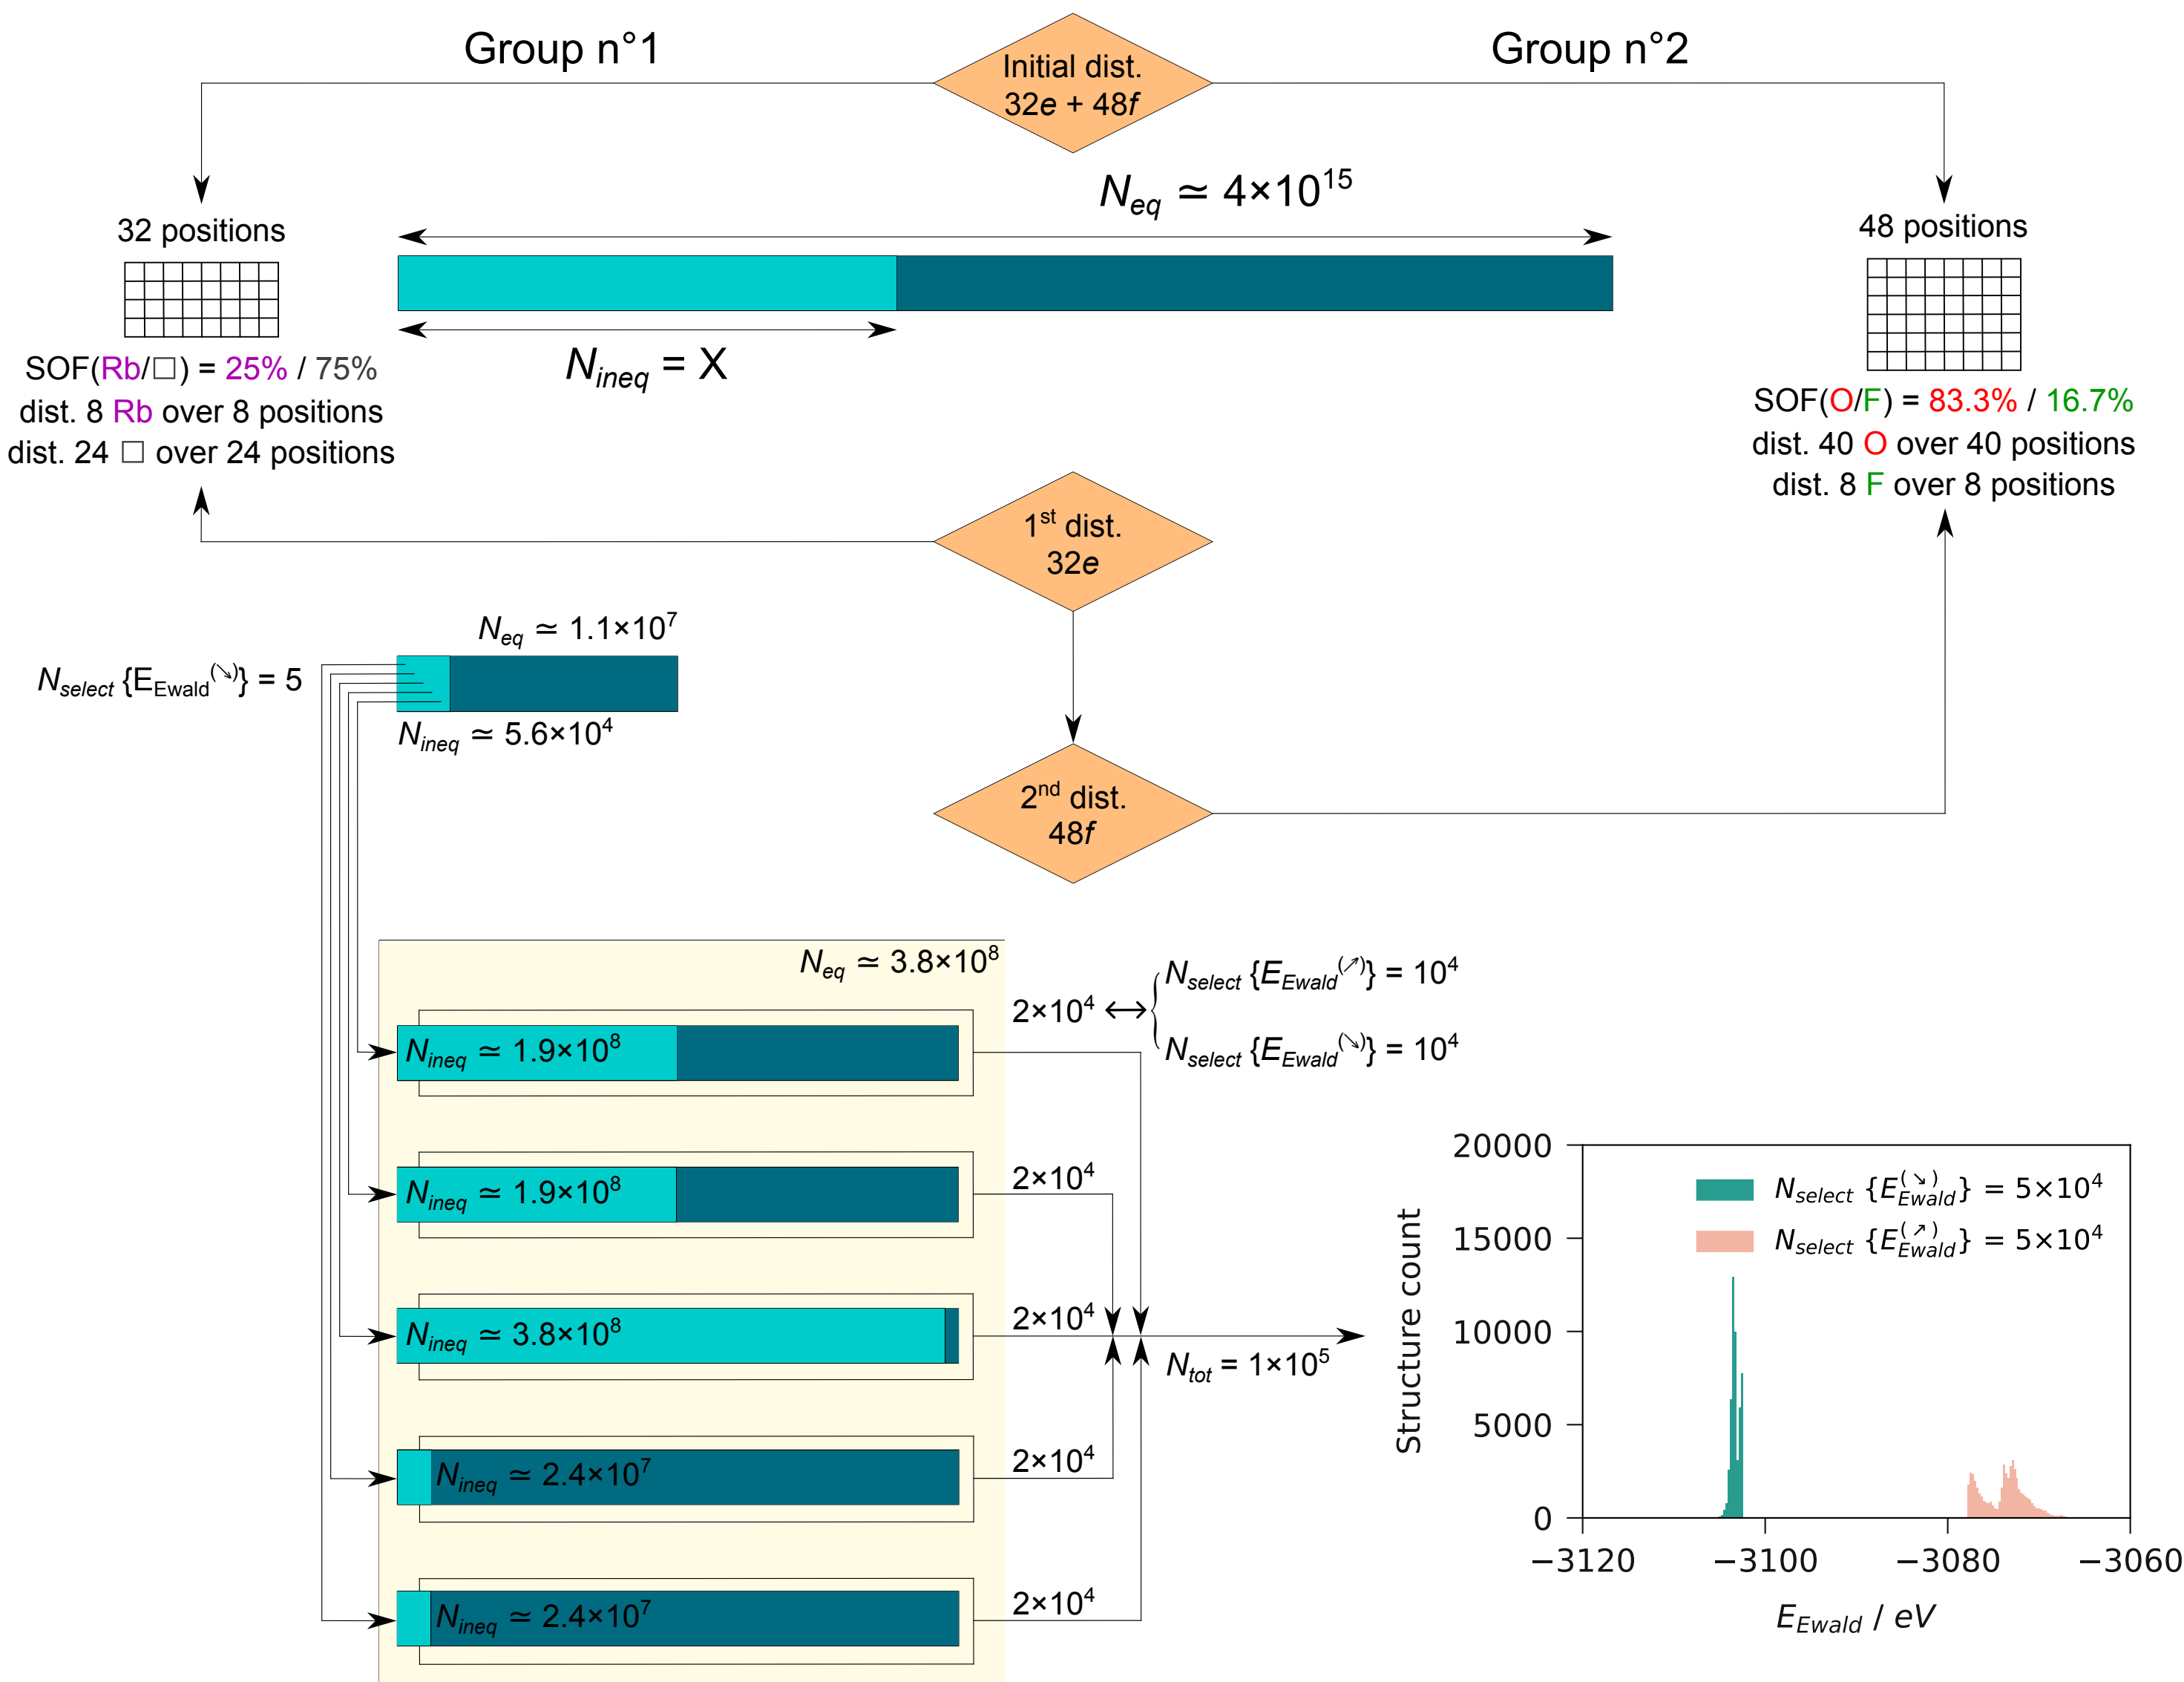 Group n°1
Initial dist.
32e + 48f
Group n°2
N_eq ≃ 4×10^15
32 positions
48 positions
N_ineq = X
SOF(Rb/□) = 25% / 75%
dist. 8 Rb over 8 positions
dist. 24 □ over 24 positions
SOF(O/F) = 83.3% / 16.7%
dist. 40 O over 40 positions
dist. 8 F over 8 positions
1st dist.
32e
N_eq ≃ 1.1×10^7
N_select {E_Ewald^(↘)} = 5
N_ineq ≃ 5.6×10^4
2nd dist.
48f
N_eq ≃ 3.8×10^8
2×10^4 ↔
N_select {E_Ewald^(↗)} = 10^4
N_select {E_Ewald^(↘)} = 10^4
N_ineq ≃ 1.9×10^8
N_ineq ≃ 1.9×10^8
2×10^4
N_ineq ≃ 3.8×10^8
2×10^4
N_tot = 1×10^5
N_ineq ≃ 2.4×10^7
2×10^4
N_ineq ≃ 2.4×10^7
2×10^4
20000
15000
10000
5000
0
Structure count
N_select {E_Ewald^(↘)} = 5×10^4
N_select {E_Ewald^(↗)} = 5×10^4
−3120 −3100 −3080 −3060
E_Ewald / eV